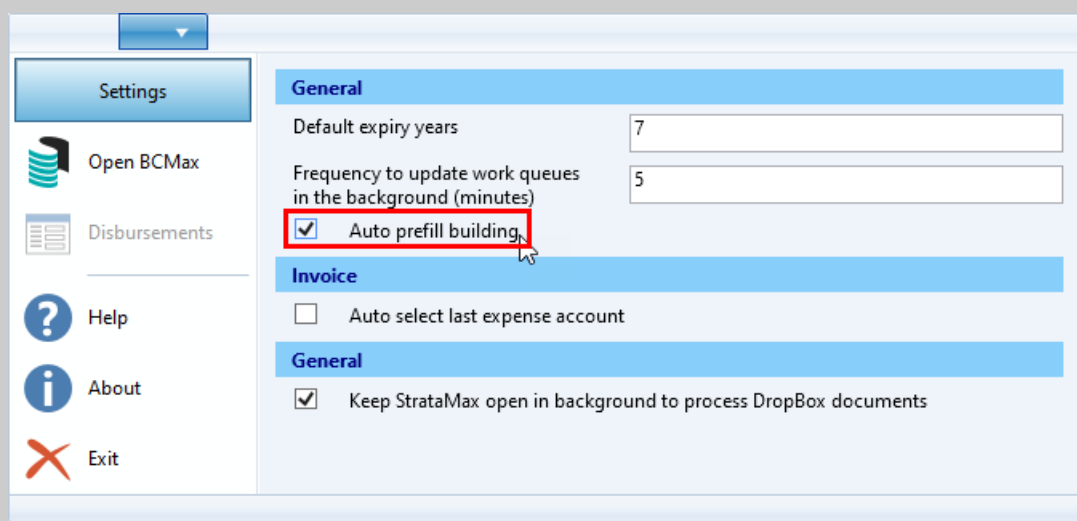 Settings
Open BCMax
Disbursements
Help
About
Exit
General
Default expiry years
7
Frequency to update work queues
in the background (minutes)
5
Auto prefill building
Invoice
Auto select last expense account
General
Keep StrataMax open in background to process DropBox documents